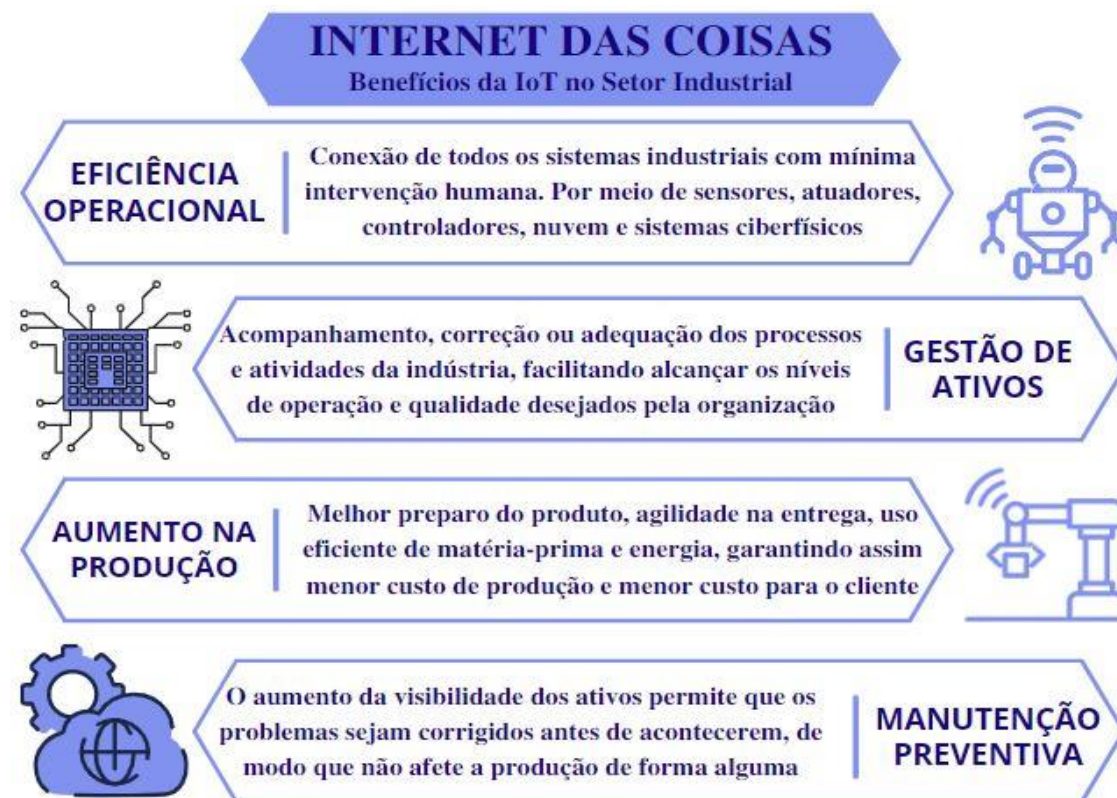 INTERNET DAS COISAS
Benefícios da IoT no Setor Industrial
EFICIÊNCIA
OPERACIONAL
Conexão de todos os sistemas industriais com mínima
intervenção humana. Por meio de sensores, atuadores,
controladores, nuvem e sistemas ciberfísicos
Acompanhamento, correção ou adequação dos processos
e atividades da indústria, facilitando alcançar os níveis
de operação e qualidade desejados pela organização
GESTÃO DE
ATIVOS
AUMENTO NA
PRODUÇÃO
Melhor preparo do produto, agilidade na entrega, uso
eficiente de matéria-prima e energia, garantindo assim
menor custo de produção e menor custo para o cliente
O aumento da visibilidade dos ativos permite que os
problemas sejam corrigidos antes de acontecerem, de
modo que não afete a produção de forma alguma
MANUTENÇÃO
PREVENTIVA